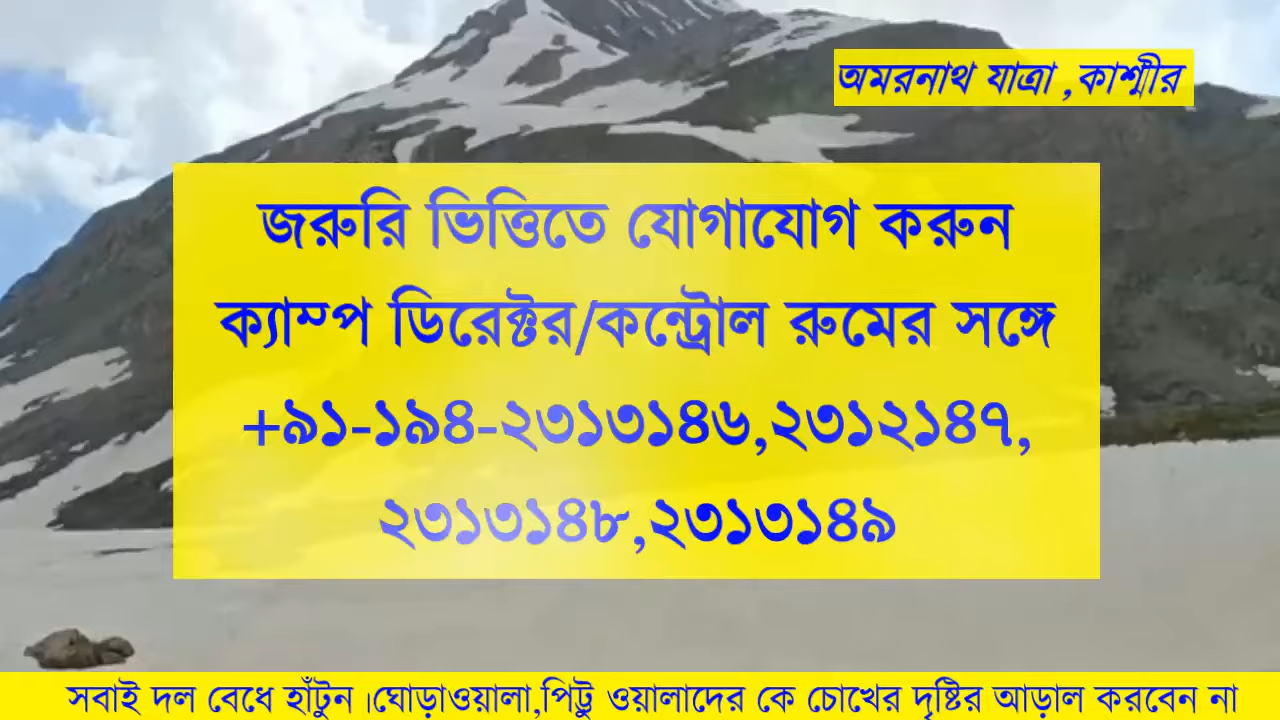 অমরনাথ যাত্রা ,কাশ্মীর
জরুরি ভিত্তিতে যোগাযোগ করুন
ক্যাম্প ডিরেক্টর/কন্ট্রোল রুমের সঙ্গে
+৯১-১৯৪-২৩১৩১৪৬,২৩১২১৪৭,
২৩১৩১৪৮,২৩১৩১৪৯
সবাই দল বেধে হাঁটুন।ঘোড়াওয়ালা,পিট্টু ওয়ালাদের কে চোখের দৃষ্টির আড়াল করবেন না